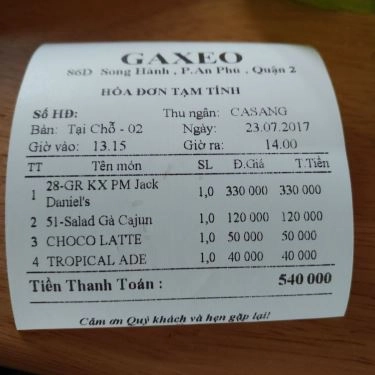 GAXEO
86D Song Hành , P.An Phú , Quận 2
HÓA ĐƠN TẠM TÍNH
Số HĐ: Thu ngân: CASANG
Bàn: Tại Chỗ - 02 Ngày: 23.07.2017
Giờ vào: 13.15 Giờ ra: 14.00
TT Tên món SL Đ.Giá T.Tiền
1 28-GR KX PM Jack Daniel's 1,0 330 000 330 000
2 51-Salad Gà Cajun 1,0 120 000 120 000
3 CHOCO LATTE 1,0 50 000 50 000
4 TROPICAL ADE 1,0 40 000 40 000
Tiền Thanh Toán : 540 000
Cảm ơn Quý khách và hẹn gặp lại!